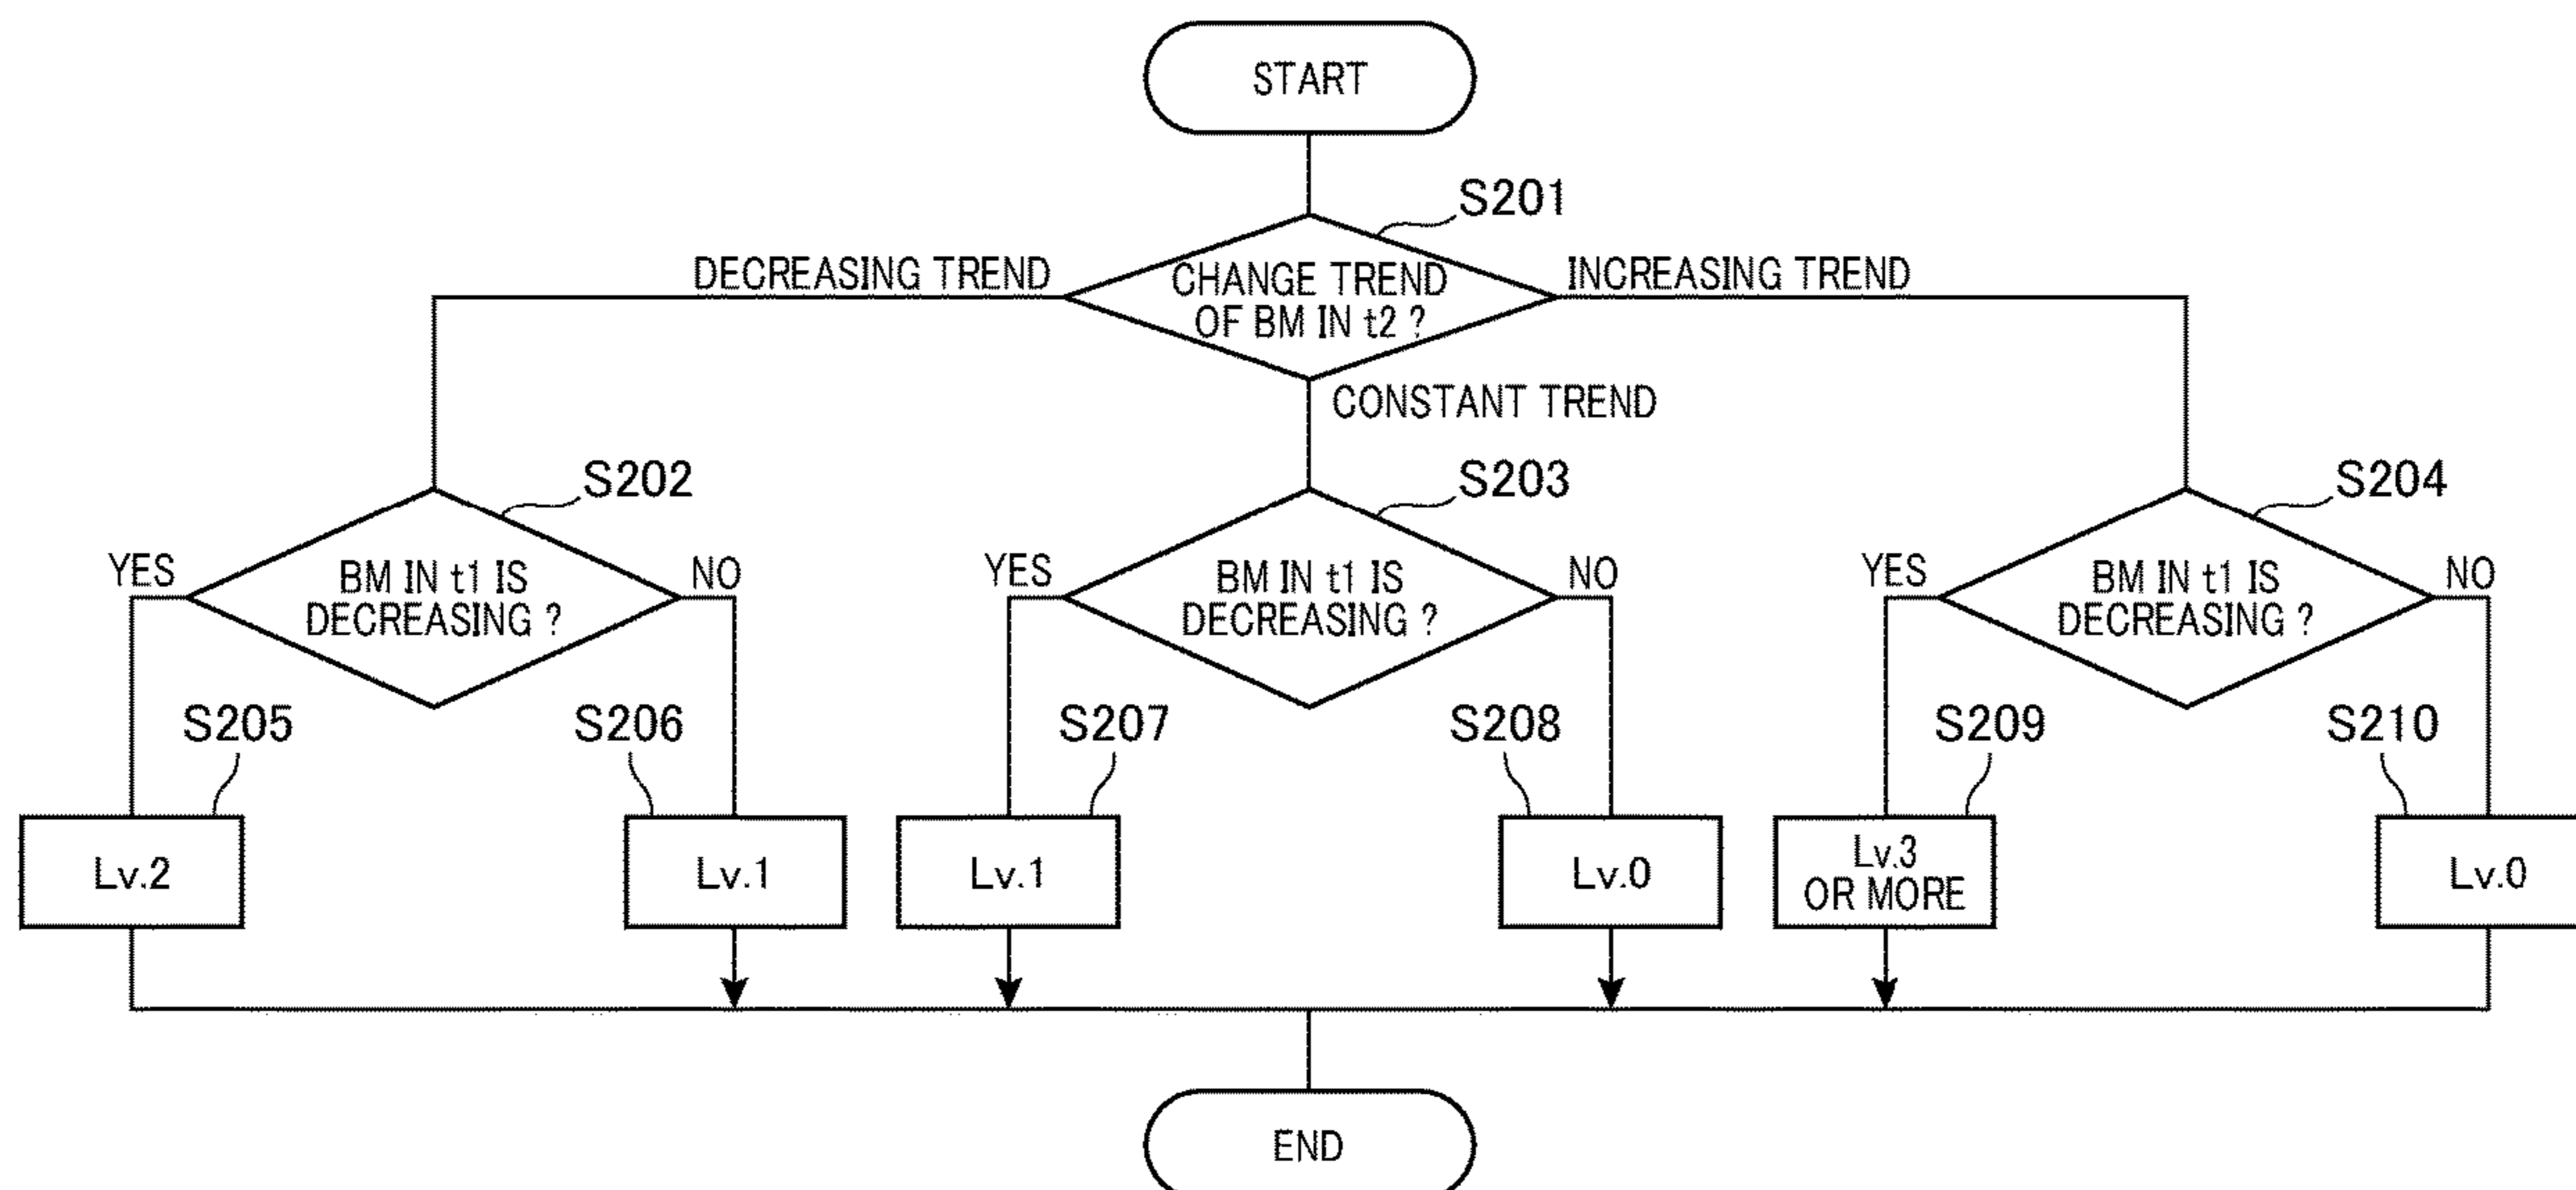 START
S201
DECREASING TREND
CHANGE TREND
OF BM IN t2 ?
INCREASING TREND
CONSTANT TREND
S202
S203
S204
YES
BM IN t1 IS
DECREASING ?
NO
YES
BM IN t1 IS
DECREASING ?
NO
YES
BM IN t1 IS
DECREASING ?
NO
S205
S206
S207
S208
S209
S210
Lv.2
Lv.1
Lv.1
Lv.0
Lv.3
OR MORE
Lv.0
END